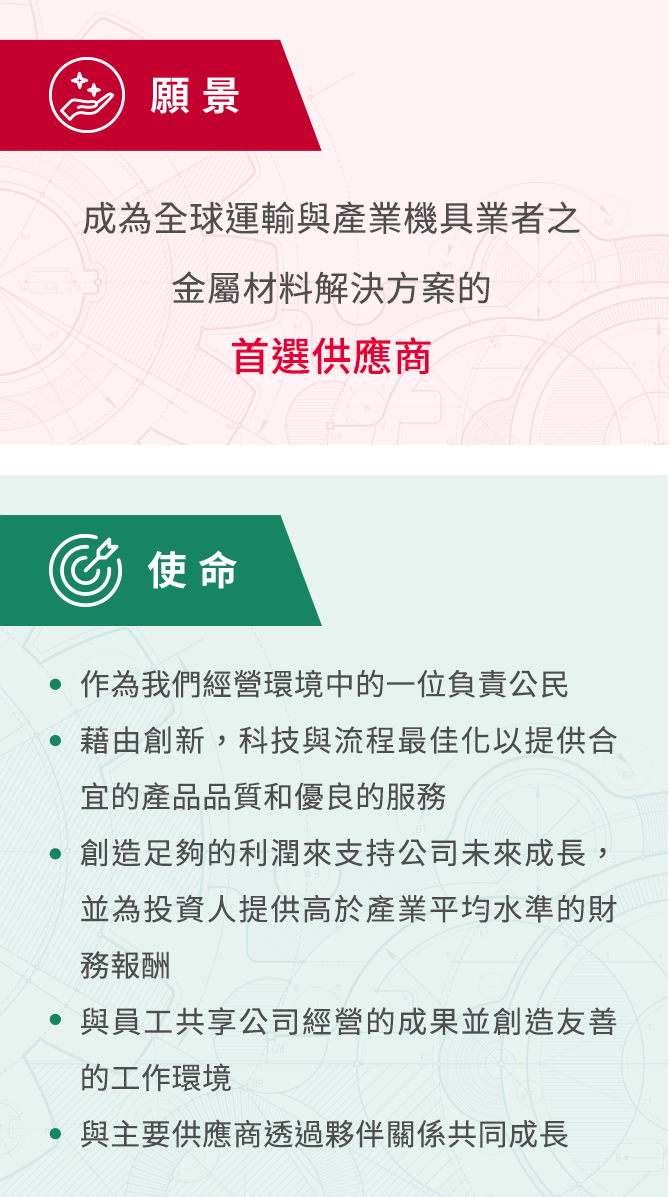 願景
成為全球運輸與產業機具業者之
金屬材料解決方案的
首選供應商
使命
作為我們經營環境中的一位負責公民
藉由創新，科技與流程最佳化以提供合
宜的產品品質和優良的服務
創造足夠的利潤來支持公司未來成長，
並為投資人提供高於產業平均水準的財
務報酬
與員工共享公司經營的成果並創造友善
的工作環境
與主要供應商透過夥伴關係共同成長